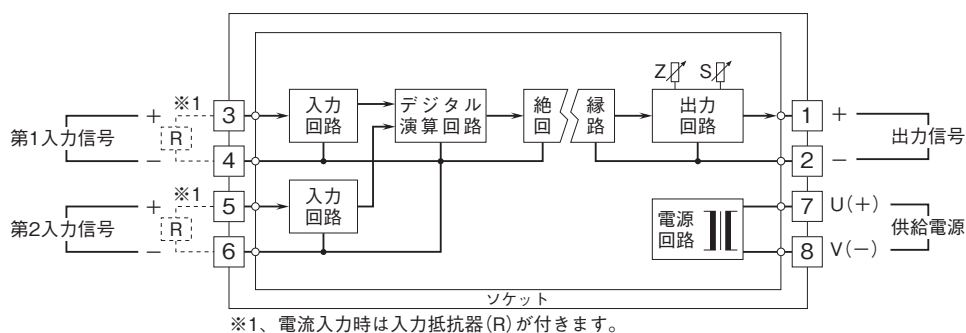 第1入力信号
+
−
※1
R
3
4
入力
回路
デジタル
演算回路
絶 縁
回 路
Z
S
出力
回路
1
2
+
−
出力信号
第2入力信号
+
−
※1
R
5
6
入力
回路
電源
回路
7
8
U(+)
V(−)
供給電源
ソケット
※1、電流入力時は入力抵抗器(R)が付きます。